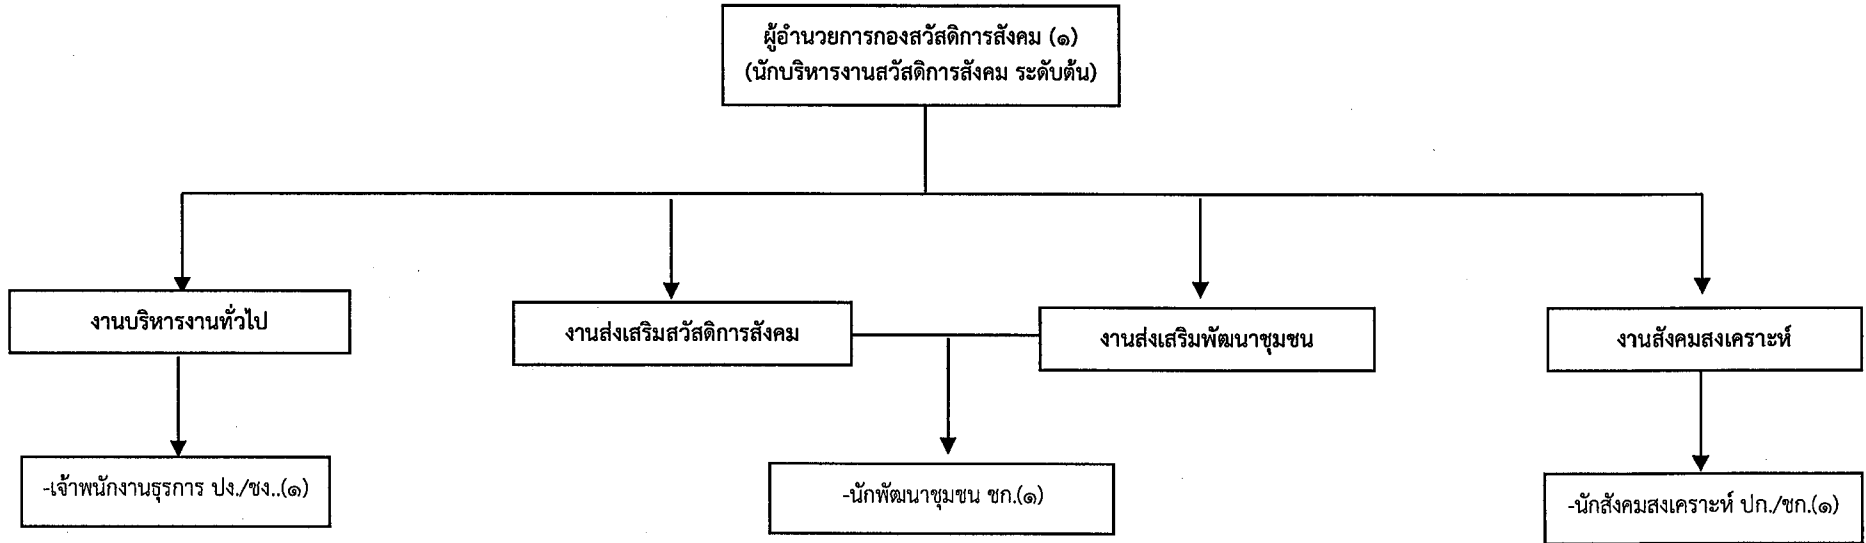 ผู้อำนวยการกองสวัสดิการสังคม (๑)
(นักบริหารงานสวัสดิการสังคม ระดับต้น)
งานบริหารงานทั่วไป
งานส่งเสริมสวัสดิการสังคม
งานส่งเสริมพัฒนาชุมชน
งานสังคมสงเคราะห์
-เจ้าพนักงานธุรการ ปง./ชง..(๑)
-นักพัฒนาชุมชน ชก.(๑)
-นักสังคมสงเคราะห์ ปก./ชก.(๑)